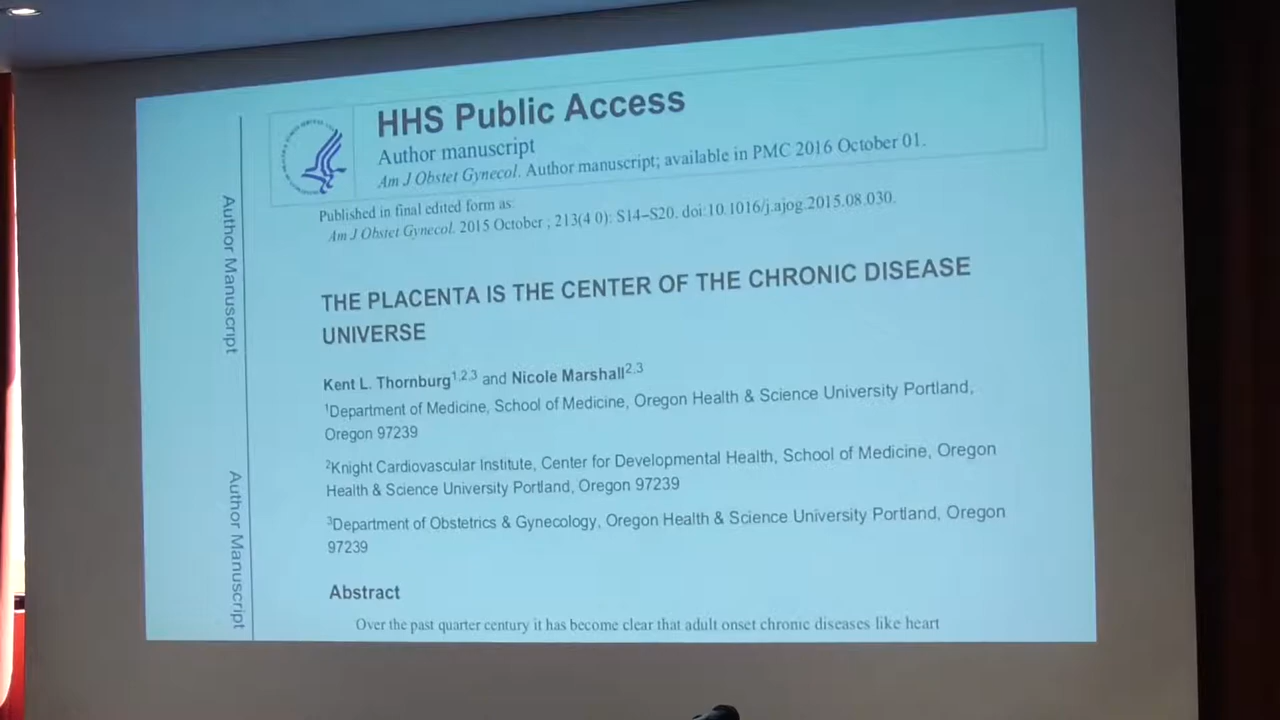 HHS Public Access
Author manuscript
Am J Obstet Gynecol. Author manuscript; available in PMC 2016 October 01.
Published in final edited form as:
Am J Obstet Gynecol. 2015 October ; 213(4 0): S14–S20. doi:10.1016/j.ajog.2015.08.030.
THE PLACENTA IS THE CENTER OF THE CHRONIC DISEASE
UNIVERSE
Kent L. Thornburg1,2,3 and Nicole Marshall2,3
1Department of Medicine, School of Medicine, Oregon Health & Science University Portland,
Oregon 97239
2Knight Cardiovascular Institute, Center for Developmental Health, School of Medicine, Oregon
Health & Science University Portland, Oregon 97239
3Department of Obstetrics & Gynecology, Oregon Health & Science University Portland, Oregon
97239
Abstract
Over the past quarter century it has become clear that adult onset chronic diseases like heart
Author Manuscript
Author Manuscript